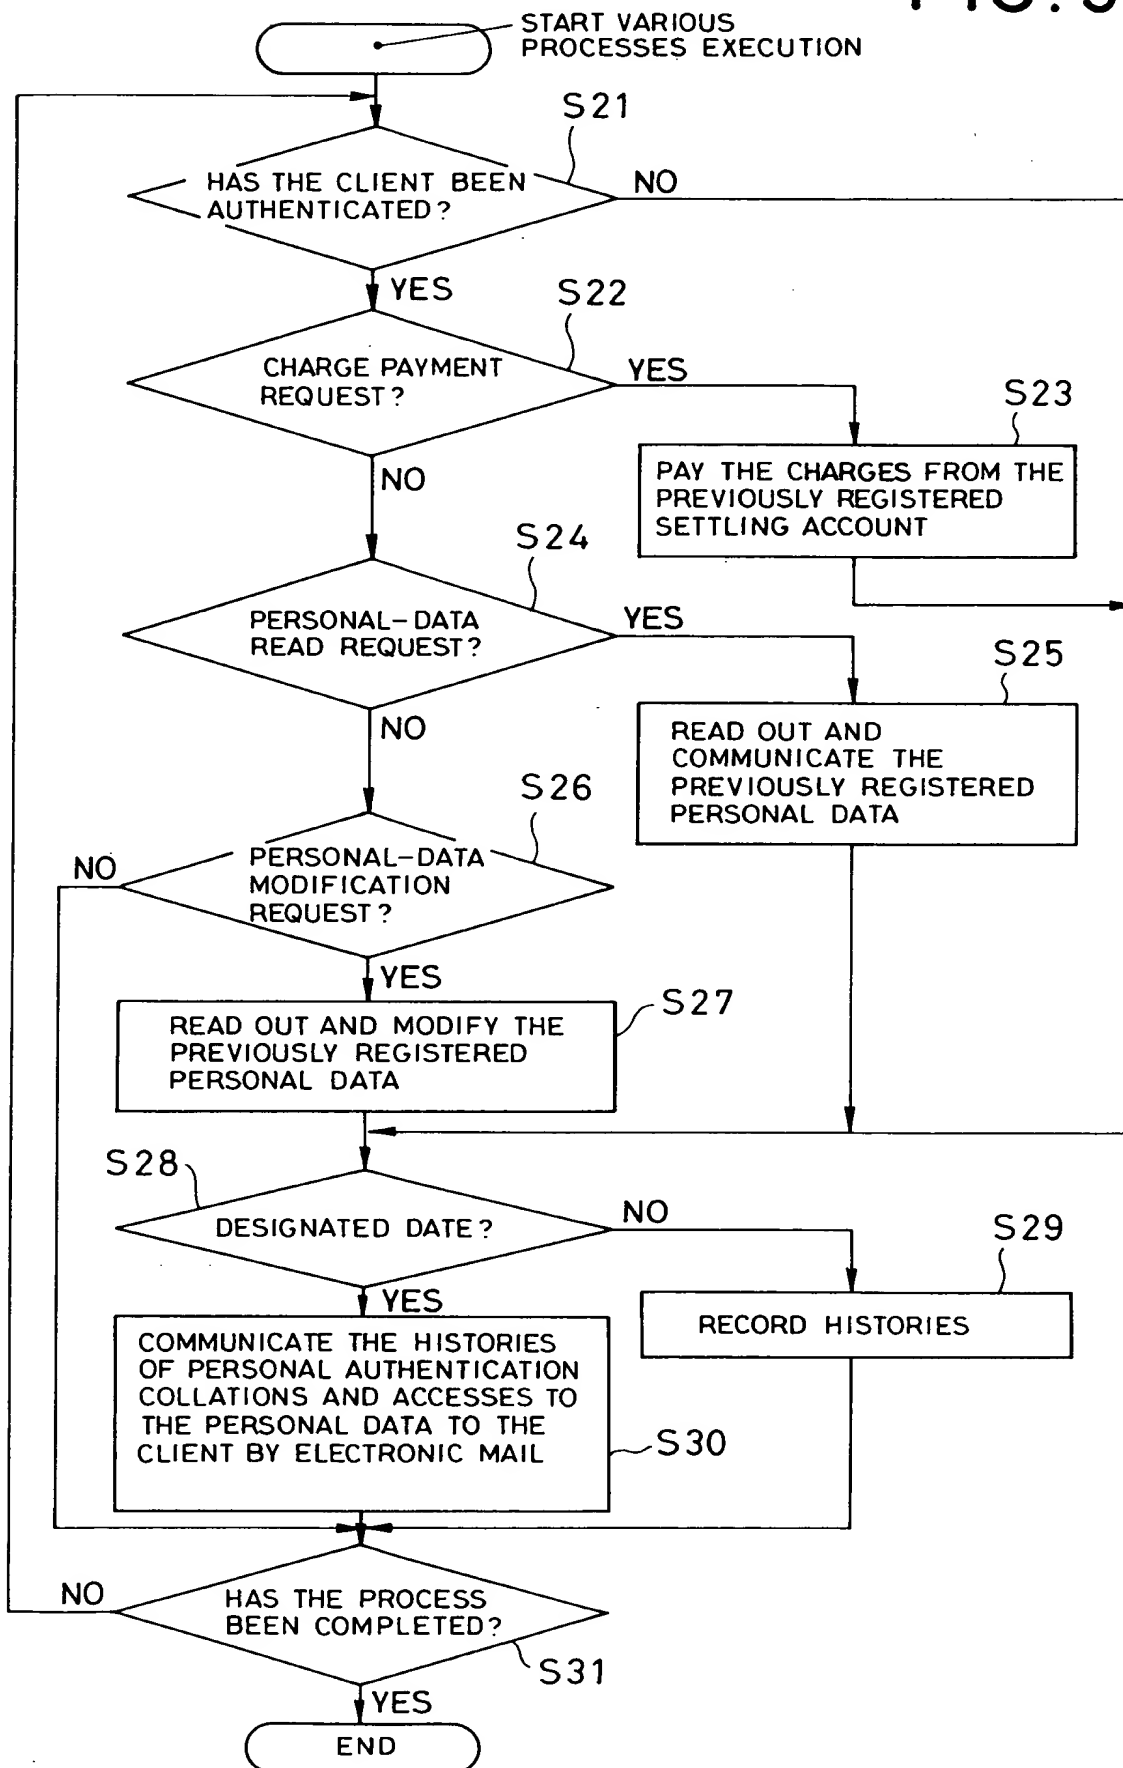 START VARIOUS
PROCESSES EXECUTION
S21
HAS THE CLIENT BEEN
AUTHENTICATED?
NO
YES
S22
CHARGE PAYMENT
REQUEST?
YES
S23
PAY THE CHARGES FROM THE
PREVIOUSLY REGISTERED
SETTLING ACCOUNT
NO
S24
PERSONAL-DATA
READ REQUEST?
YES
S25
READ OUT AND
COMMUNICATE THE
PREVIOUSLY REGISTERED
PERSONAL DATA
NO
S26
PERSONAL-DATA
MODIFICATION
REQUEST?
NO
YES
S27
READ OUT AND MODIFY THE
PREVIOUSLY REGISTERED
PERSONAL DATA
S28
DESIGNATED DATE?
NO
S29
RECORD HISTORIES
YES
COMMUNICATE THE HISTORIES
OF PERSONAL AUTHENTICATION
COLLATIONS AND ACCESSES TO
THE PERSONAL DATA TO THE
CLIENT BY ELECTRONIC MAIL
S30
HAS THE PROCESS
BEEN COMPLETED?
NO
S31
YES
END